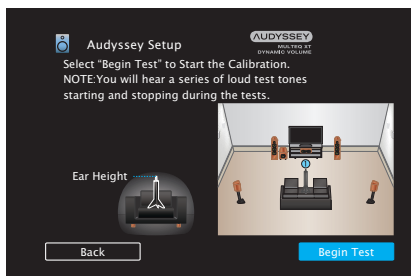 Audyssey Setup
AUDYSSEY
MULTEQ XT
DYNAMIC VOLUME
Select “Begin Test” to Start the Calibration.
NOTE:You will hear a series of loud test tones
starting and stopping during the tests.
Ear Height
Back
Begin Test